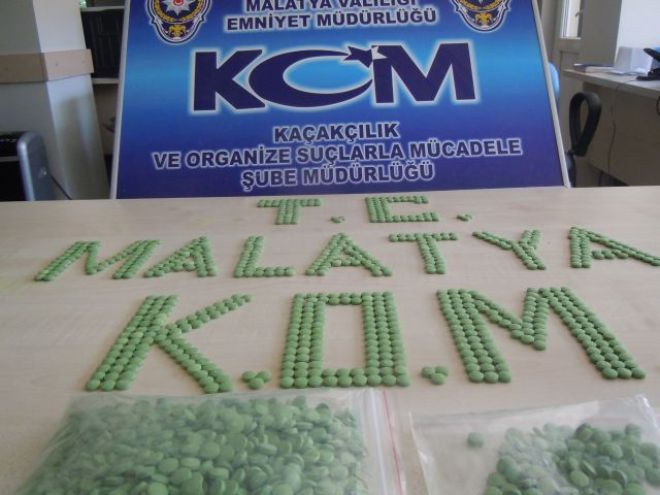 MALATYA VALİLİĞİ
EMNİYET MÜDÜRLÜĞÜ
KOM
KAÇAKÇILIK
VE ORGANİZE SUÇLARLA MÜCADELE
ŞUBE MÜDÜRLÜĞÜ
T.C.
MALATYA
K.O.M